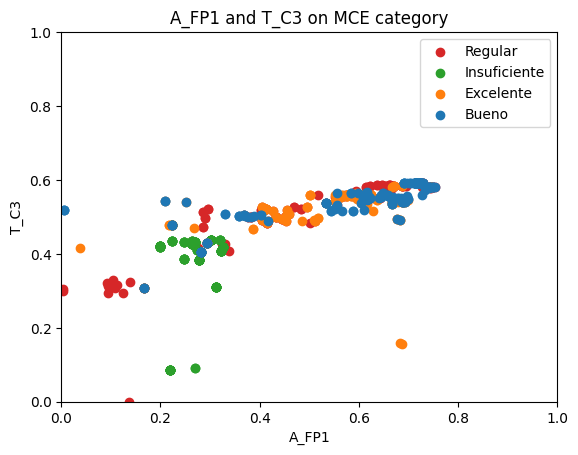 A_FP1 and T_C3 on MCE category
1.0
0.8
0.6
0.4
0.2
0.0
T_C3
Regular
Insuficiente
Excelente
Bueno
0.0 0.2 0.4 0.6 0.8 1.0
A_FP1